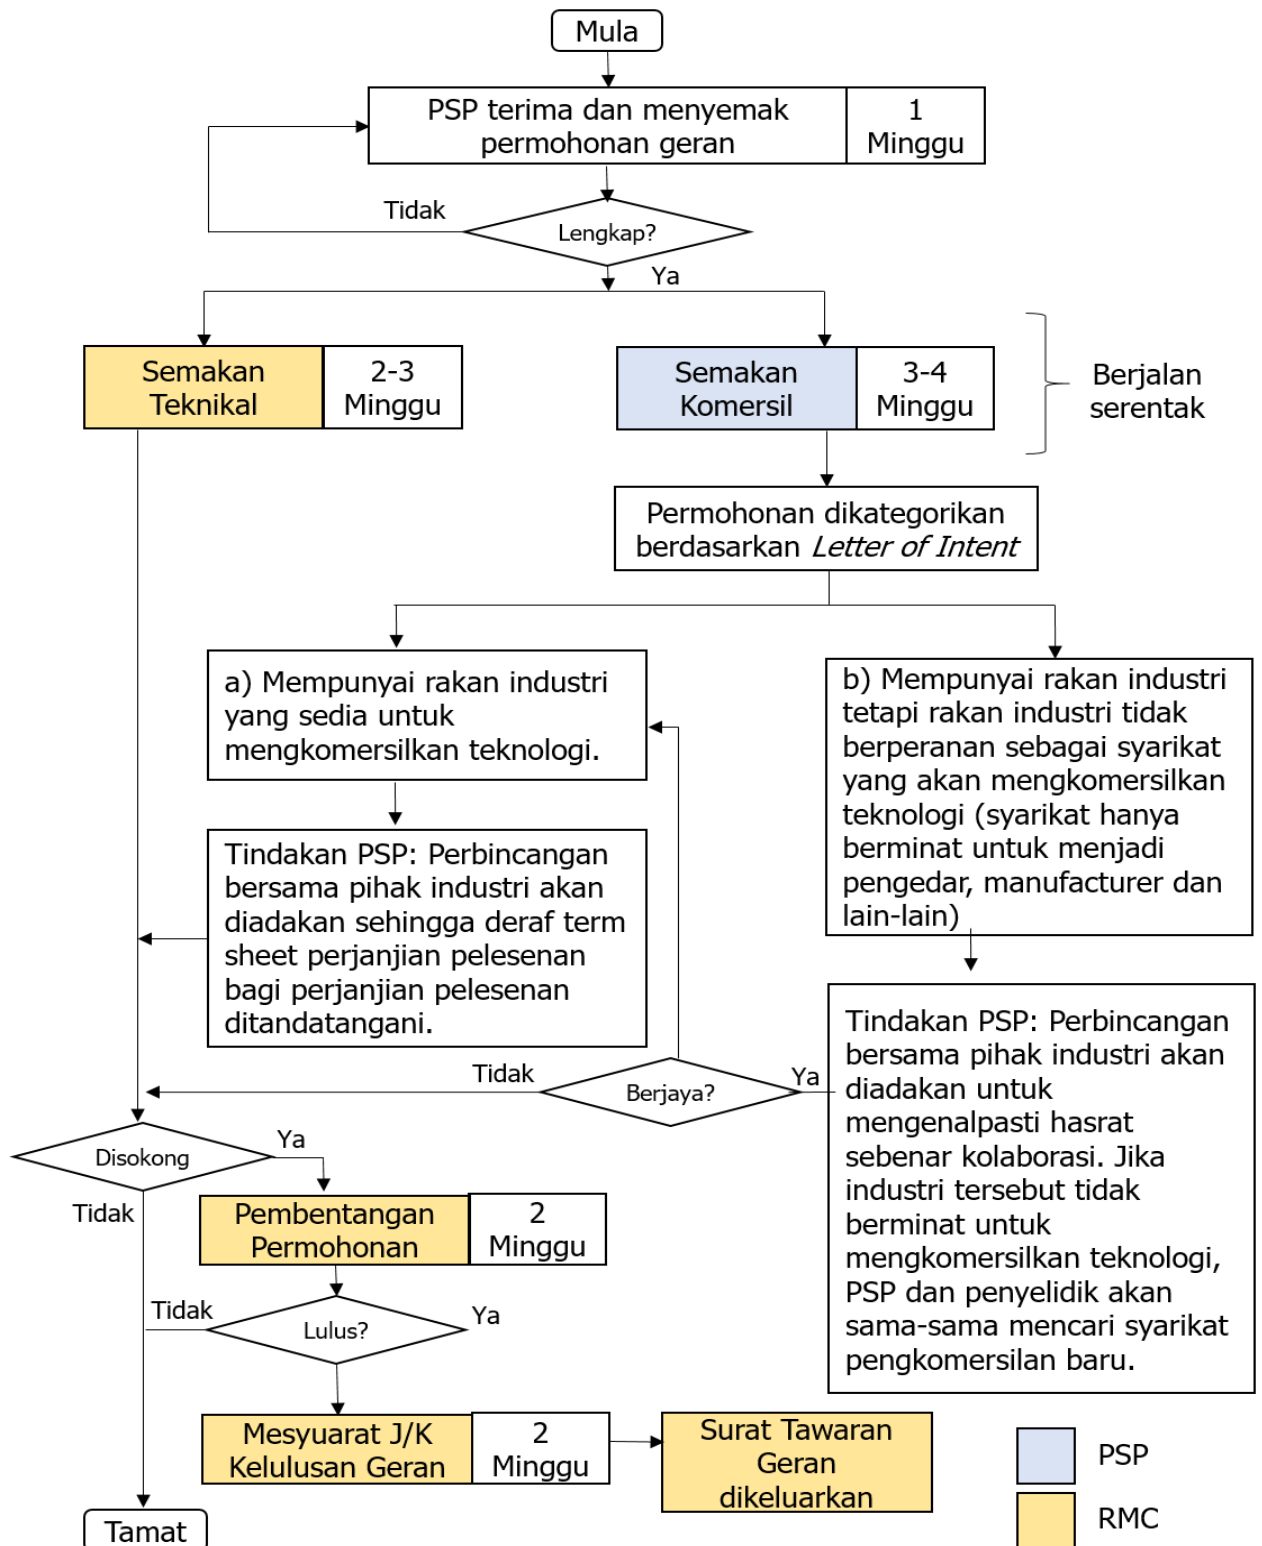 Mula
PSP terima dan menyemak
permohonan geran
1
Minggu
Tidak
Lengkap?
Ya
Semakan
Teknikal
2-3
Minggu
Semakan
Komersil
3-4
Minggu
Berjalan
serentak
Permohonan dikategorikan
berdasarkan Letter of Intent
a) Mempunyai rakan industri
yang sedia untuk
mengkomersilkan teknologi.
b) Mempunyai rakan industri
tetapi rakan industri tidak
berperanan sebagai syarikat
yang akan mengkomersilkan
teknologi (syarikat hanya
berminat untuk menjadi
pengedar, manufacturer dan
lain-lain)
Tindakan PSP: Perbincangan
bersama pihak industri akan
diadakan sehingga deraf term
sheet perjanjian pelesenan
bagi perjanjian pelesenan
ditandatangani.
Tindakan PSP: Perbincangan
bersama pihak industri akan
diadakan untuk
mengenalpasti hasrat
sebenar kolaborasi. Jika
industri tersebut tidak
berminat untuk
mengkomersilkan teknologi,
PSP dan penyelidik akan
sama-sama mencari syarikat
pengkomersilan baru.
Tidak
Berjaya?
Ya
Disokong
Ya
Tidak
Pembentangan
Permohonan
2
Minggu
Tidak
Lulus?
Ya
Mesyuarat J/K
Kelulusan Geran
2
Minggu
Surat Tawaran
Geran
dikeluarkan
PSP
RMC
Tamat